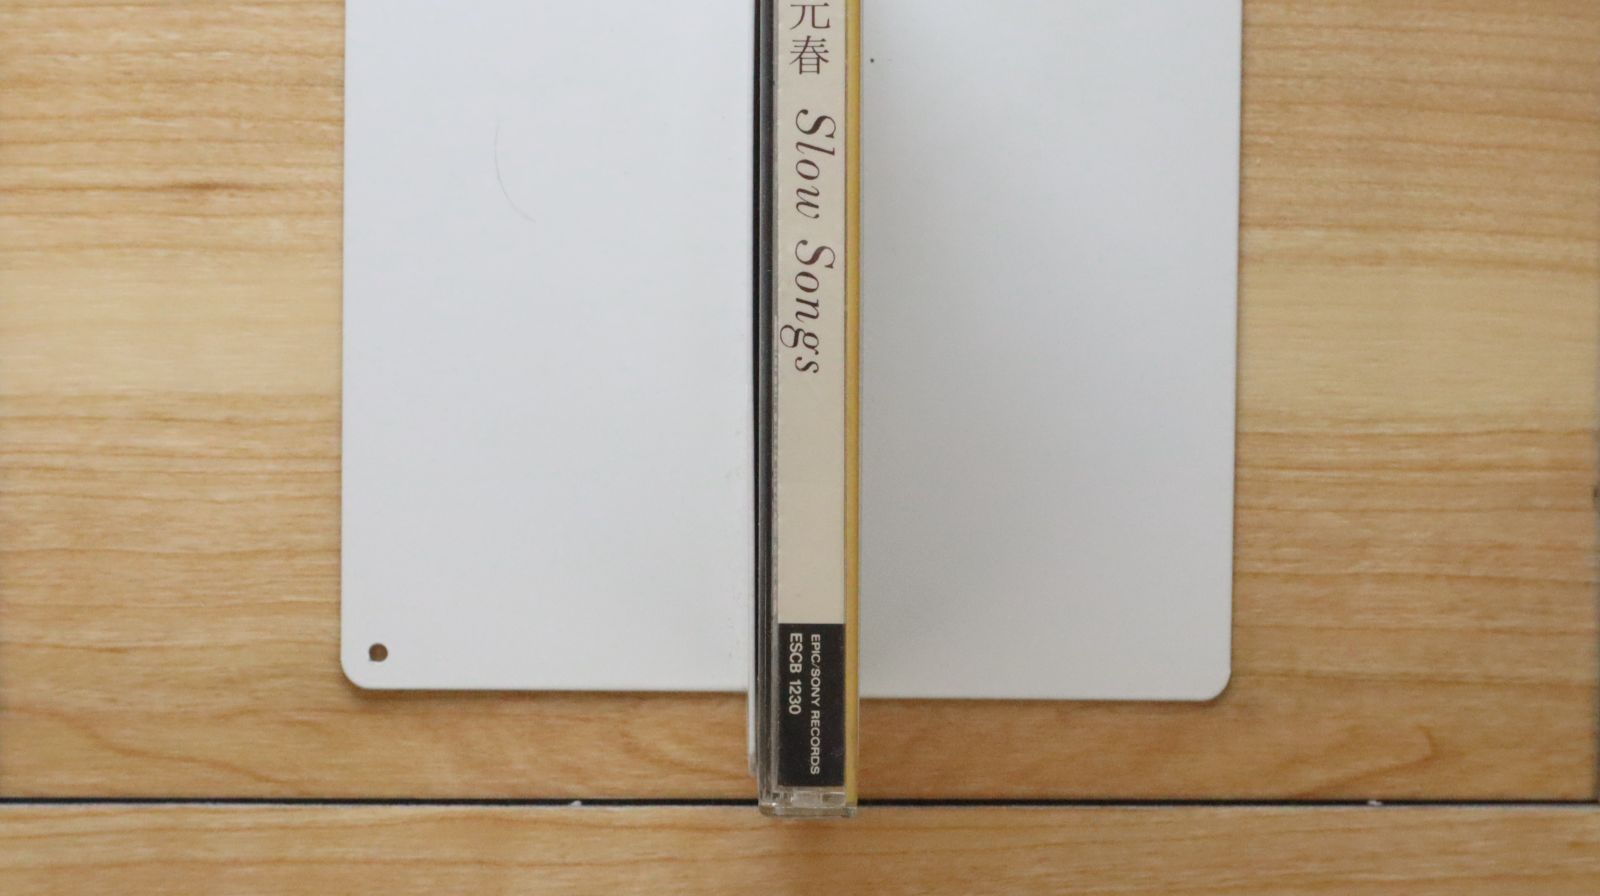 元春 Slow Songs
EPIC/SONY RECORDS
ESCB 1230